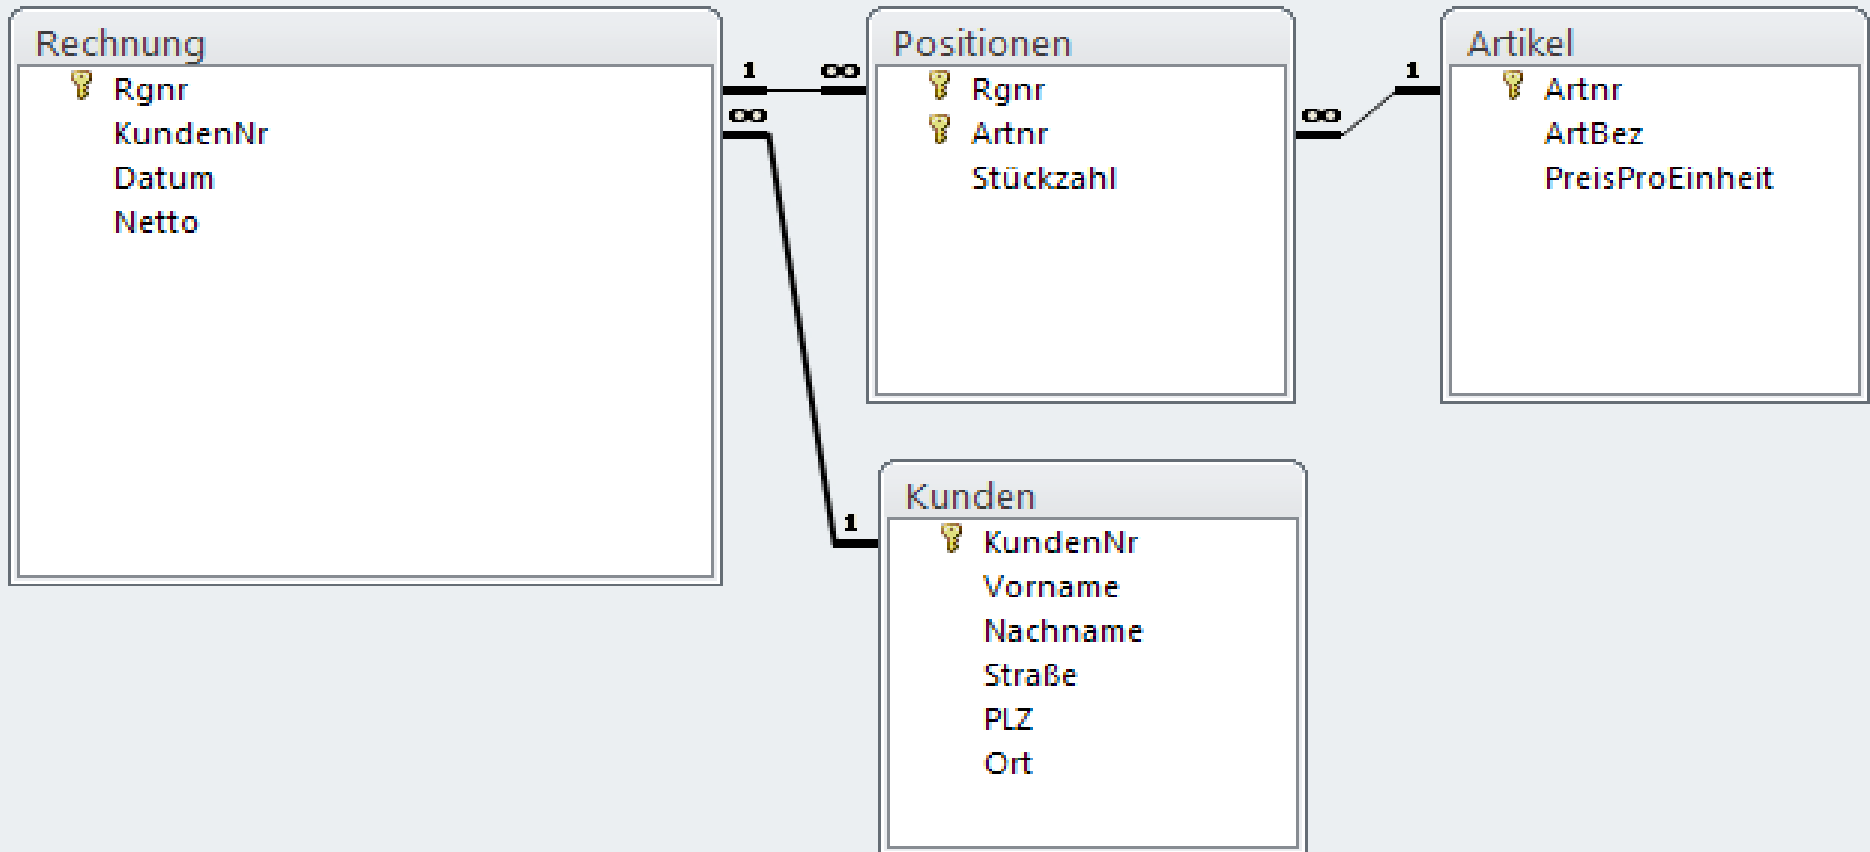 Rechnung
Rgnr
KundenNr
Datum
Netto
1
∞
∞
Positionen
Rgnr
Artnr
Stückzahl
∞
1
Artikel
Artnr
ArtBez
PreisProEinheit
1
Kunden
KundenNr
Vorname
Nachname
Straße
PLZ
Ort